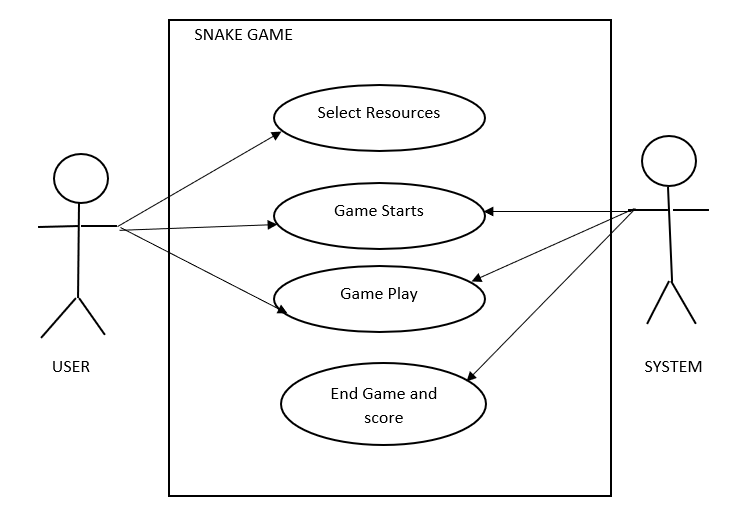 SNAKE GAME
Select Resources
Game Starts
Game Play
End Game and
score
USER
SYSTEM